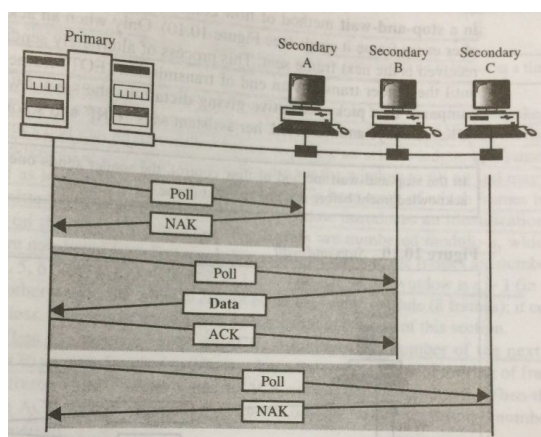 Primary
Secondary
A
Secondary
B
Secondary
C
Poll
NAK
Poll
Data
ACK
Poll
NAK